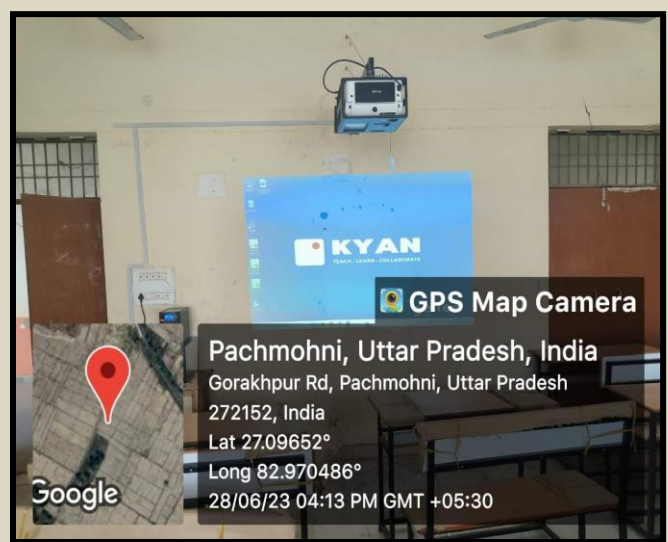 KYAN
TEACH . LEARN . COLLABORATE
GPS Map Camera
Pachmohni, Uttar Pradesh, India
Gorakhpur Rd, Pachmohni, Uttar Pradesh
272152, India
Lat 27.09652°
Long 82.970486°
28/06/23 04:13 PM GMT +05:30
Google